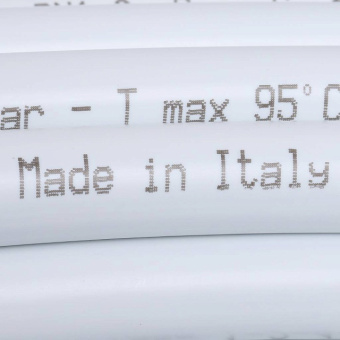 ar - T max 95°C
Made in Italy